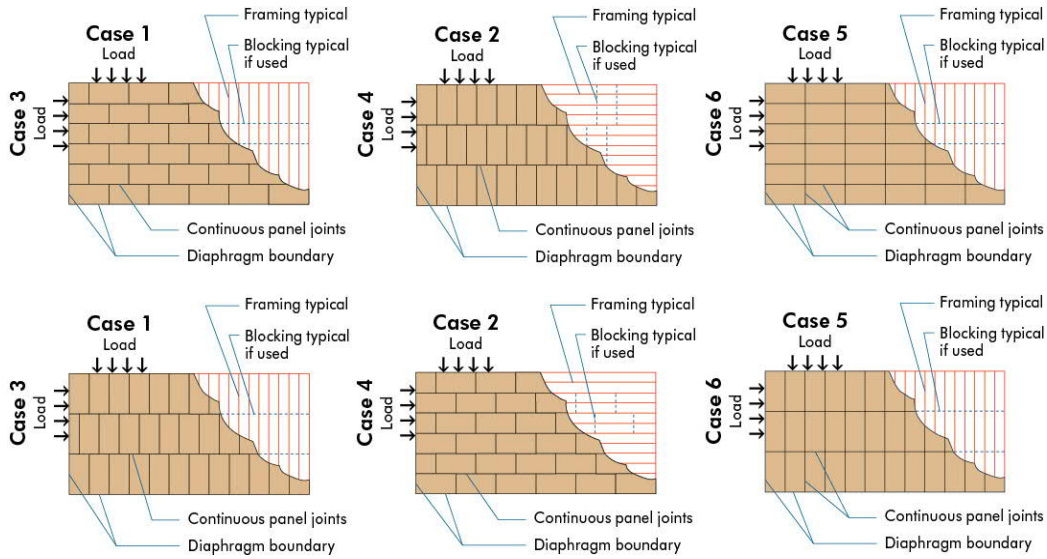 Framing typical
Case 1
Load
Blocking typical
if used
Case 3
Load
Continuous panel joints
Diaphragm boundary
Framing typical
Case 2
Load
Blocking typical
if used
Case 4
Load
Continuous panel joints
Diaphragm boundary
Framing typical
Case 5
Load
Blocking typical
if used
Case 6
Load
Continuous panel joints
Diaphragm boundary
Framing typical
Case 1
Load
Blocking typical
if used
Case 3
Load
Continuous panel joints
Diaphragm boundary
Framing typical
Case 2
Load
Blocking typical
if used
Case 4
Load
Continuous panel joints
Diaphragm boundary
Framing typical
Case 5
Load
Blocking typical
if used
Case 6
Load
Continuous panel joints
Diaphragm boundary